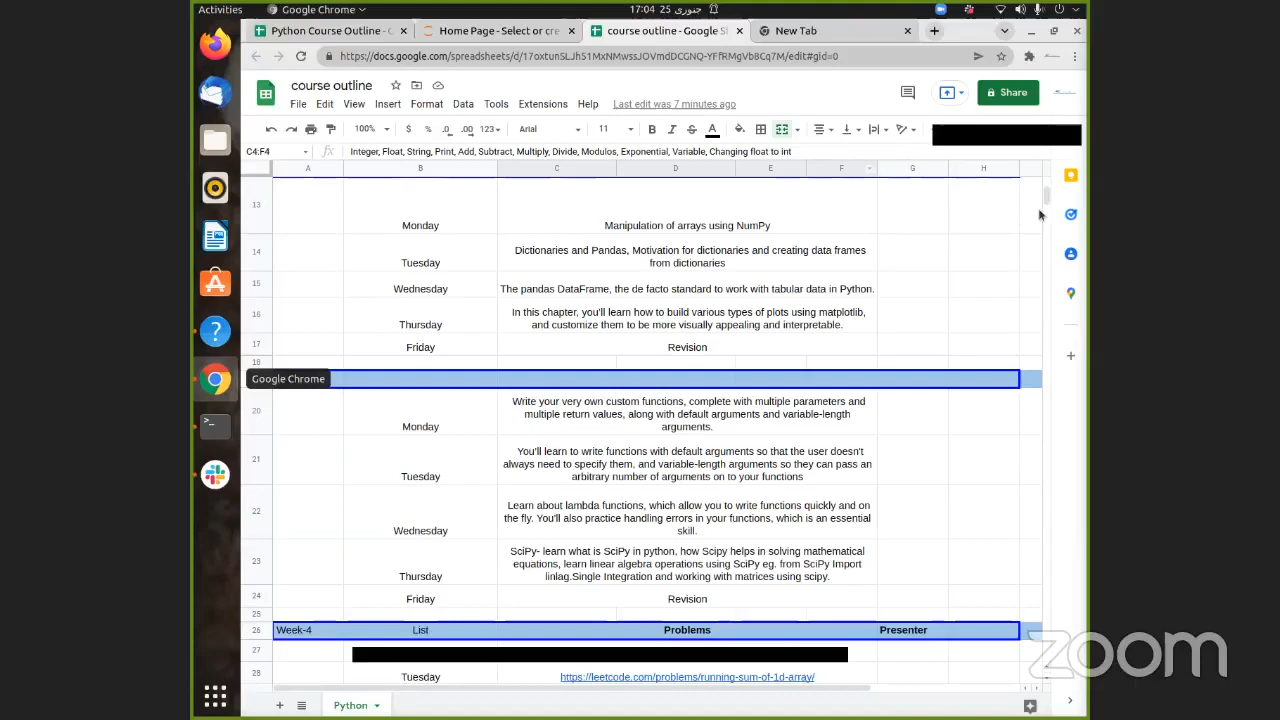 Activities
Google Chrome
17:04 25 جنوری
Python Course Outline - G
Home Page - Select or cre
course outline - Google S
New Tab
course outline
File Edit View Insert Format Data Tools Extensions Help Last edit was 7 minutes ago
Share
100% $ % .0 .00 123 Arial 11 B I S A
C4:F4 fx Integer, Float, String, Print, Add, Subtract, Multiply, Divide, Modulos, Exponential, Variable, Changing float to int
A B C D E F G H
13 Monday Manipulation of arrays using NumPy
14 Tuesday Dictionaries and Pandas, Motivation for dictionaries and creating data frames
from dictionaries
15 Wednesday The pandas DataFrame, the de facto standard to work with tabular data in Python.
16 Thursday In this chapter, you'll learn how to build various types of plots using matplotlib,
and customize them to be more visually appealing and interpretable.
17 Friday Revision
18
Google Chrome
20 Monday Write your very own custom functions, complete with multiple parameters and
multiple return values, along with default arguments and variable-length
arguments.
21 Tuesday You'll learn to write functions with default arguments so that the user doesn't
always need to specify them, and variable-length arguments so they can pass an
arbitrary number of arguments on to your functions
22 Wednesday Learn about lambda functions, which allow you to write functions quickly and on
the fly. You'll also practice handling errors in your functions, which is an essential
skill.
23 Thursday SciPy- learn what is SciPy in python, how Scipy helps in solving mathematical
equations, learn linear algebra operations using SciPy eg. from SciPy Import
linlag.Single Integration and working with matrices using scipy.
24 Friday Revision
25
26 Week-4 List Problems Presenter
27
28 Tuesday https://leetcode.com/problems/running-sum-of-1d-array/
Python
zoom